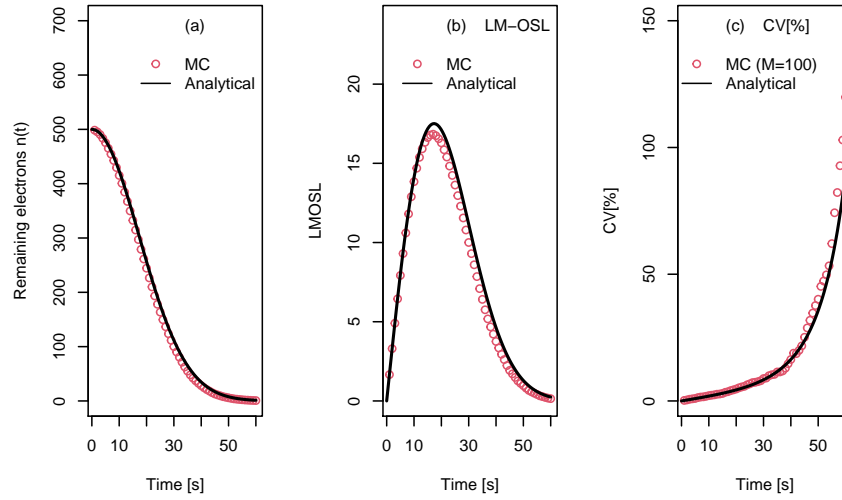 (a)
MC
Analytical
Remaining electrons n(t)
0
100
200
300
400
500
600
700
0
10
30
50
Time [s]
(b) LM−OSL
MC
Analytical
LMOSL
0
5
10
15
20
0
10
30
50
Time [s]
(c) CV[%]
MC (M=100)
Analytical
CV[%]
0
50
100
150
0
10
30
50
Time [s]